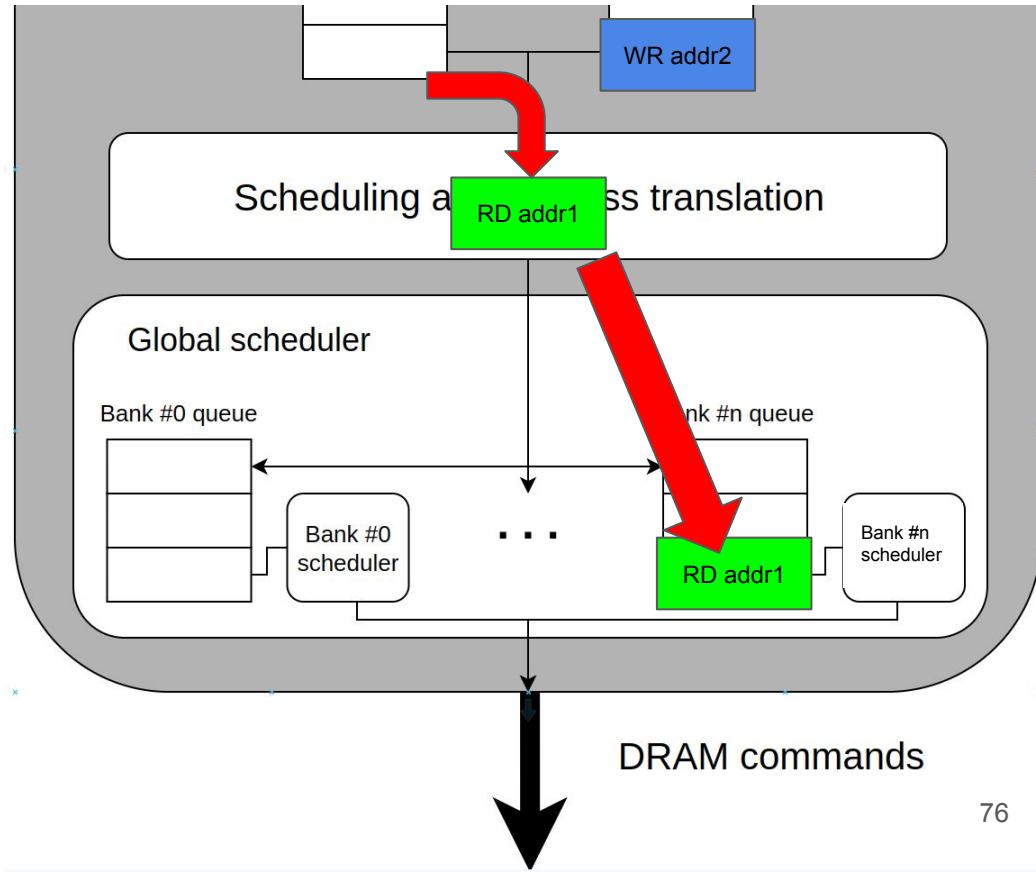 WR addr2
Scheduling a
ss translation
RD addr1
Global scheduler
Bank #0 queue
nk #n queue
Bank #0
scheduler
. . .
Bank #n
scheduler
RD addr1
DRAM commands
76